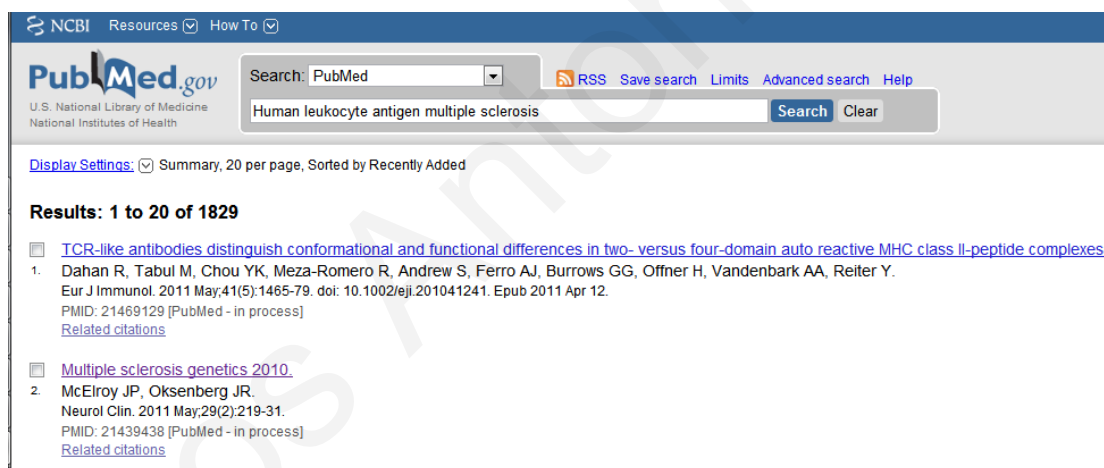 NCBI Resources How To
PubMed.gov
U.S. National Library of Medicine
National Institutes of Health
Search: PubMed
RSS Save search Limits Advanced search Help
Human leukocyte antigen multiple sclerosis
Search Clear
Display Settings: Summary, 20 per page, Sorted by Recently Added
Results: 1 to 20 of 1829
TCR-like antibodies distinguish conformational and functional differences in two- versus four-domain auto reactive MHC class II-peptide complexes
1. Dahan R, Tabul M, Chou YK, Meza-Romero R, Andrew S, Ferro AJ, Burrows GG, Offner H, Vandenbark AA, Reiter Y.
Eur J Immunol. 2011 May;41(5):1465-79. doi: 10.1002/eji.201041241. Epub 2011 Apr 12.
PMID: 21469129 [PubMed - in process]
Related citations
Multiple sclerosis genetics 2010.
2. McElroy JP, Oksenberg JR.
Neurol Clin. 2011 May;29(2):219-31.
PMID: 21439438 [PubMed - in process]
Related citations
os Anton